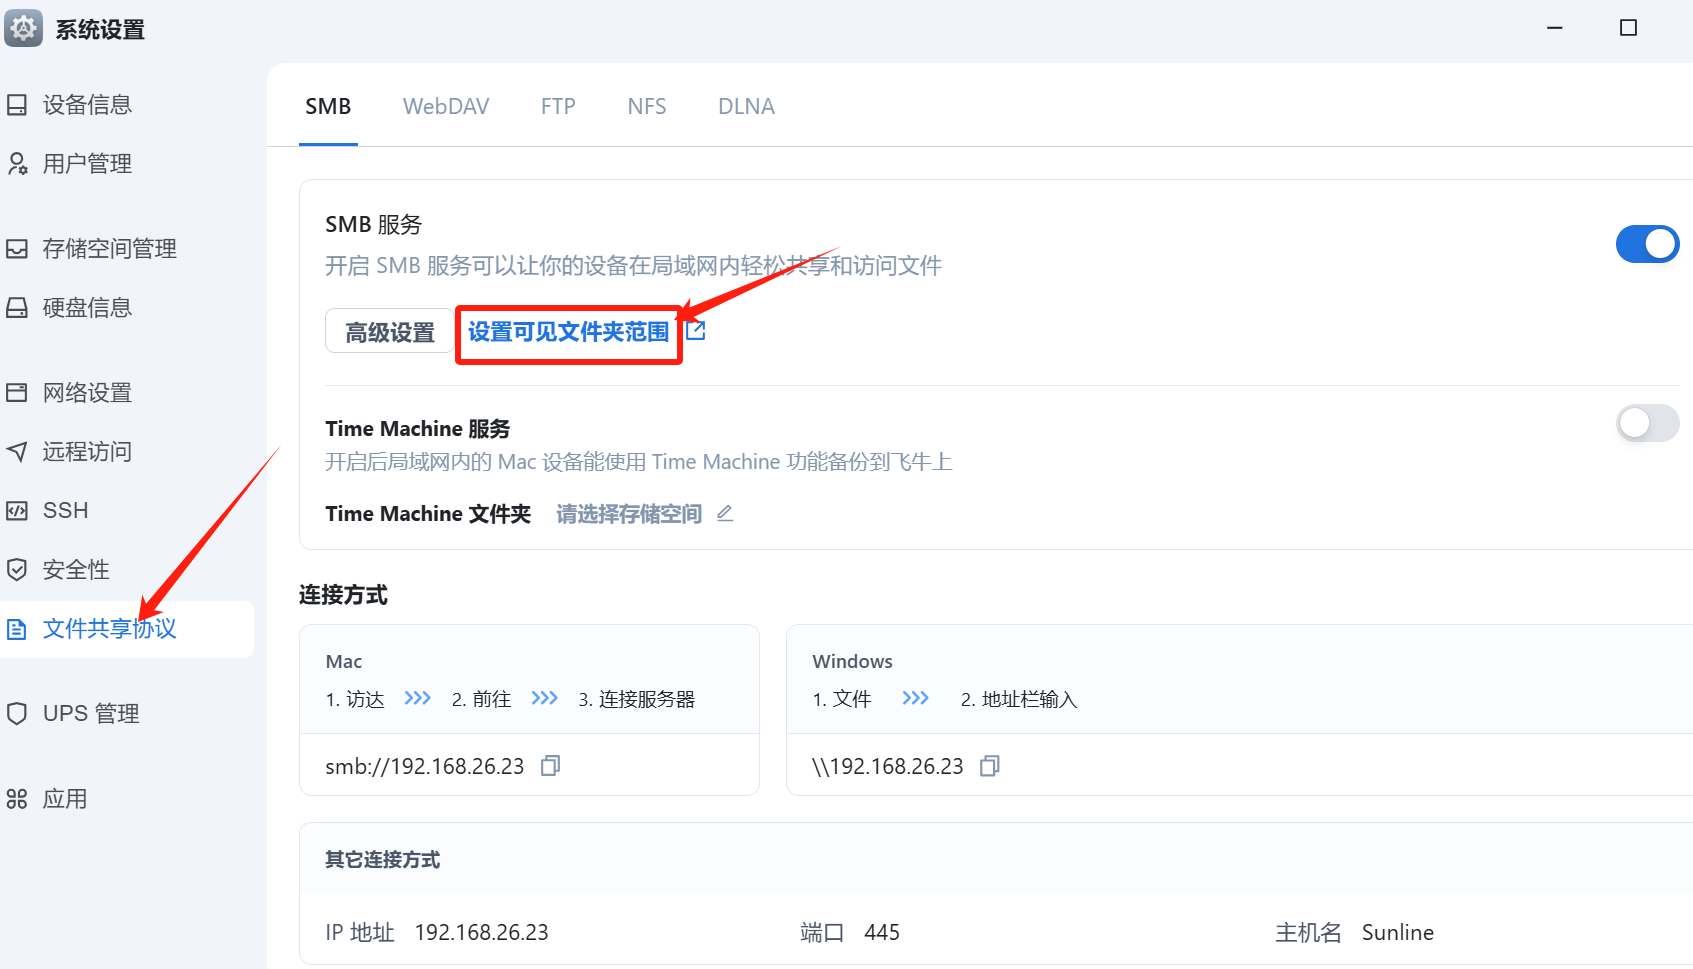 系统设置
设备信息
用户管理
存储空间管理
硬盘信息
网络设置
远程访问
SSH
安全性
文件共享协议
UPS 管理
应用
SMB WebDAV FTP NFS DLNA
SMB 服务
开启 SMB 服务可以让你的设备在局域网内轻松共享和访问文件
高级设置 设置可见文件夹范围
Time Machine 服务
开启后局域网内的 Mac 设备能使用 Time Machine 功能备份到飞牛上
Time Machine 文件夹 请选择存储空间
连接方式
Mac
1. 访达 2. 前往 3. 连接服务器
smb://192.168.26.23
Windows
1. 文件 2. 地址栏输入
\\192.168.26.23
其它连接方式
IP 地址 192.168.26.23 端口 445 主机名 Sunline